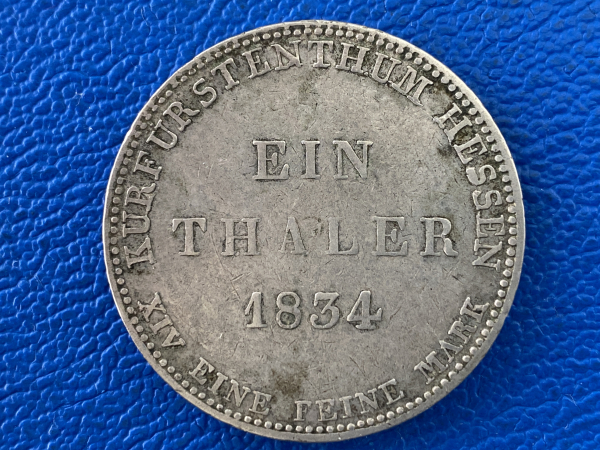 KURFURSTENTHUM HESSEN
EIN
THALER
1834
XIV EINE FEINE MARK